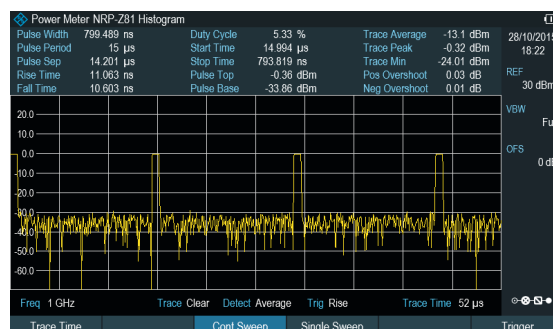 Power Meter NRP-Z81 Histogram
Pulse Width 799.489 ns Duty Cycle 5.33 % Trace Average -13.1 dBm
Pulse Period 15 µs Start Time 14.994 µs Trace Peak -0.32 dBm
Pulse Sep 14.201 µs Stop Time 793.819 ns Trace Min -24.01 dBm
Rise Time 11.063 ns Pulse Top -0.36 dBm Pos Overshoot 0.03 dB
Fall Time 10.603 ns Pulse Base -33.86 dBm Neg Overshoot 0.01 dB
28/10/2015
18:22
REF
30 dBm
VBW
Fu
OFS
0 dB
20.0
10.0
0.0
-10.0
-20.0
-30.0
-40.0
-50.0
-60.0
Freq 1 GHz Trace Clear Detect Average Trig Rise Trace Time 52 µs
Trace Time Cont Sweep Single Sweep Trigger